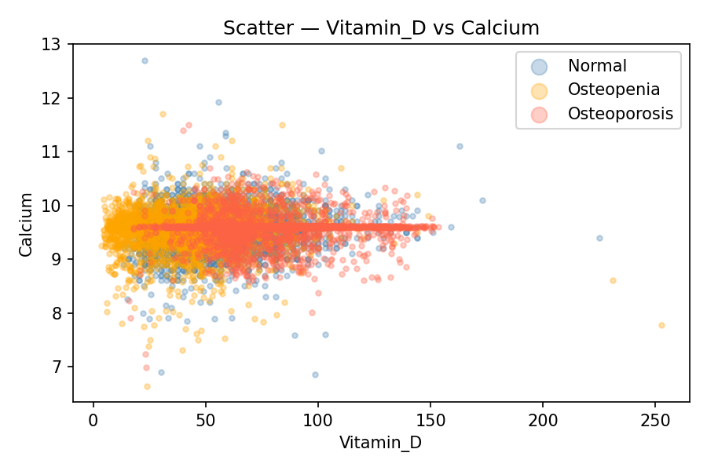 Scatter — Vitamin_D vs Calcium
Normal
Osteopenia
Osteoporosis
Calcium
13
12
11
10
9
8
7
0 50 100 150 200 250
Vitamin_D